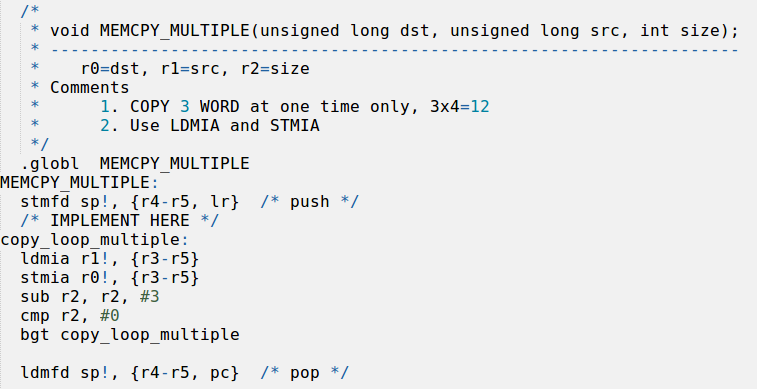 /*
* void MEMCPY_MULTIPLE(unsigned long dst, unsigned long src, int size);
* ---------------------------------------------------------------------
*    r0=dst, r1=src, r2=size
* Comments
*      1. COPY 3 WORD at one time only, 3x4=12
*      2. Use LDMIA and STMIA
*/
.globl  MEMCPY_MULTIPLE
MEMCPY_MULTIPLE:
  stmfd sp!, {r4-r5, lr}  /* push */
  /* IMPLEMENT HERE */
copy_loop_multiple:
  ldmia r1!, {r3-r5}
  stmia r0!, {r3-r5}
  sub r2, r2, #3
  cmp r2, #0
  bgt copy_loop_multiple
  ldmfd sp!, {r4-r5, pc}  /* pop */